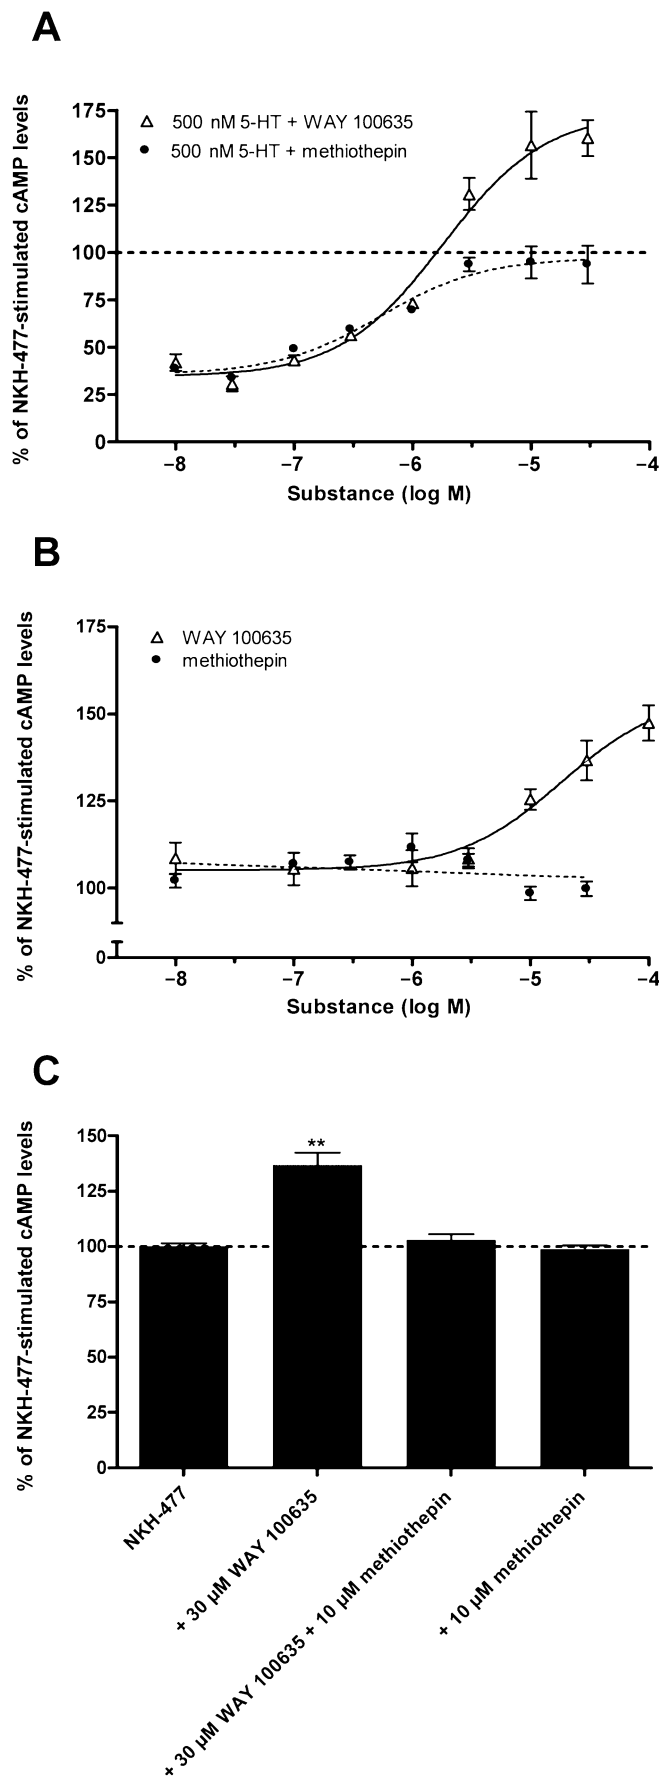 A
% of NKH-477-stimulated cAMP levels
175
150
125
100
75
50
25
0
500 nM 5-HT + WAY 100635
500 nM 5-HT + methiothepin
−8 −7 −6 −5 −4
Substance (log M)
B
% of NKH-477-stimulated cAMP levels
175
150
125
100
0
WAY 100635
methiothepin
−8 −7 −6 −5 −4
Substance (log M)
C
% of NKH-477-stimulated cAMP levels
150
125
100
75
50
25
0
**
NKH-477
+ 30 µM WAY 100635
+ 30 µM WAY 100635 + 10 µM methiothepin
+ 10 µM methiothepin